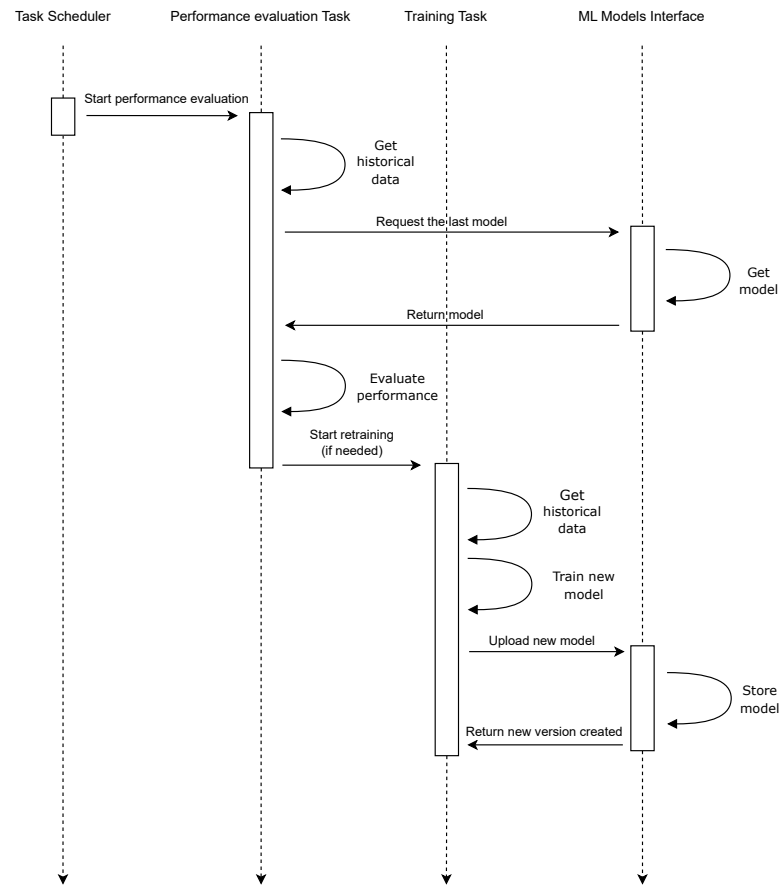 Task Scheduler
Performance evaluation Task
Training Task
ML Models Interface
Start performance evaluation
Get
historical
data
Request the last model
Get
model
Return model
Evaluate
performance
Start retraining
(if needed)
Get
historical
data
Train new
model
Upload new model
Store
model
Return new version created